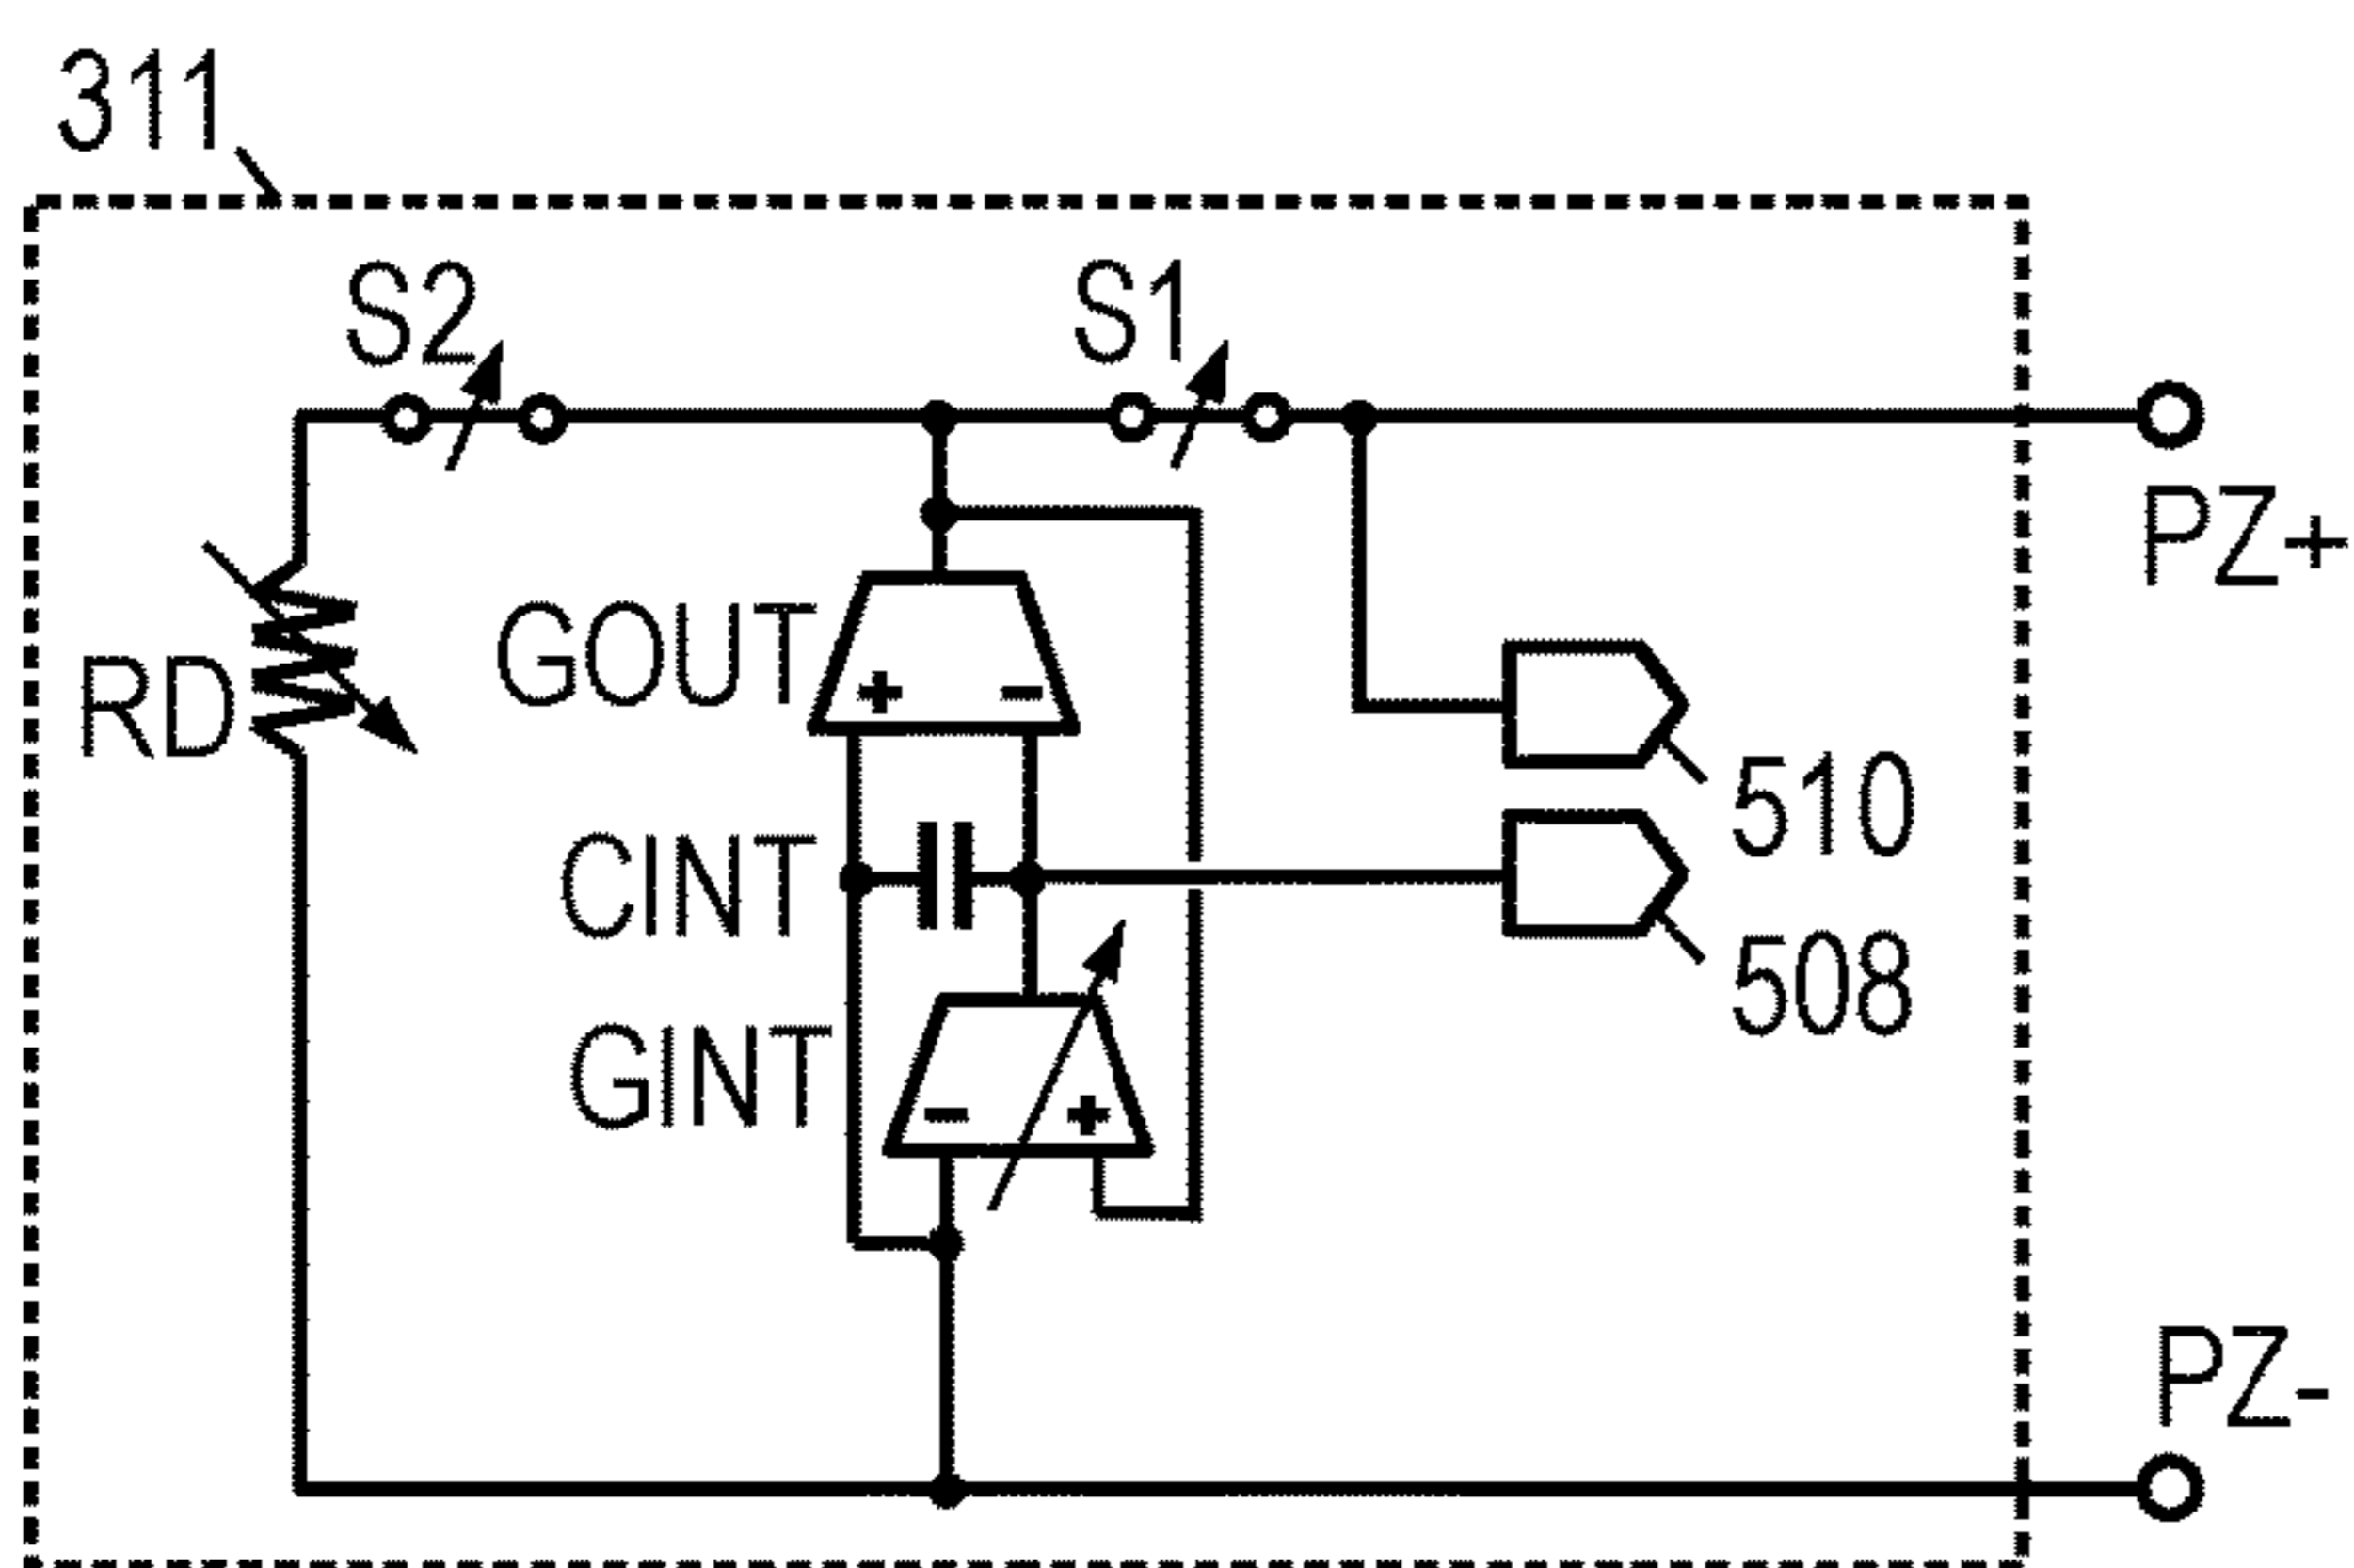 311
S2
S1
PZ+
GOUT
+ -
RD
510
CINT
508
GINT
- +
PZ-